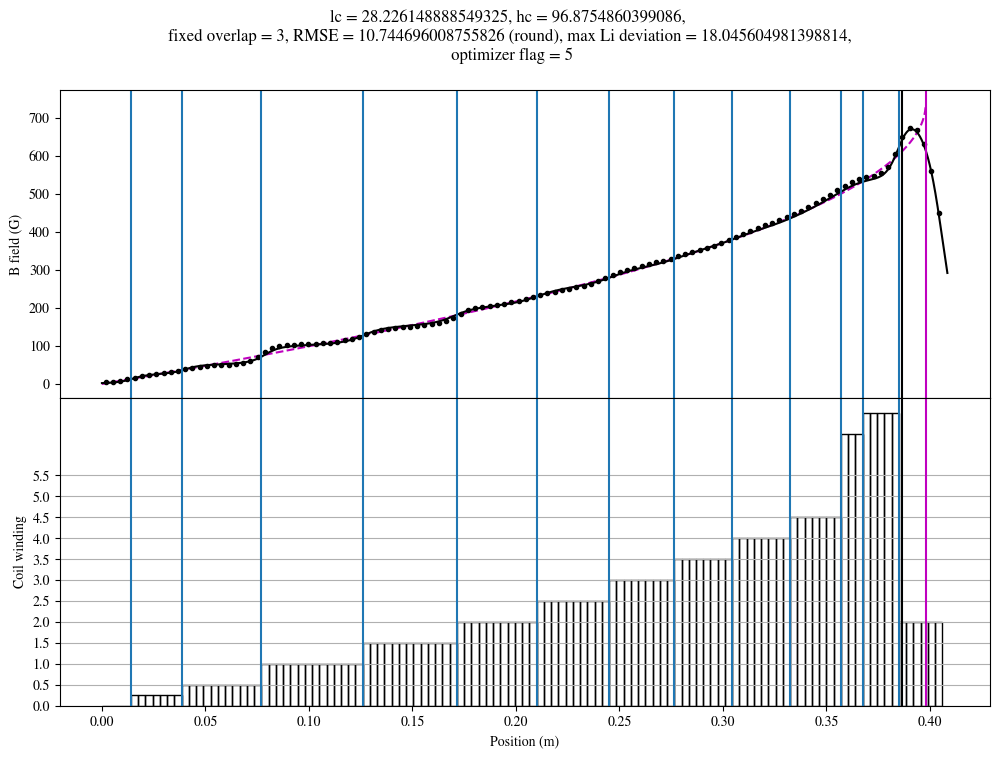 lc = 28.226148888549325, hc = 96.8754860399086,
fixed overlap = 3, RMSE = 10.744696008755826 (round), max Li deviation = 18.045604981398814,
optimizer flag = 5
700
600
500
400
300
200
100
0
B field (G)
5.5
5.0
4.5
4.0
3.5
3.0
2.5
2.0
1.5
1.0
0.5
0.0
Coil winding
0.00 0.05 0.10 0.15 0.20 0.25 0.30 0.35 0.40
Position (m)